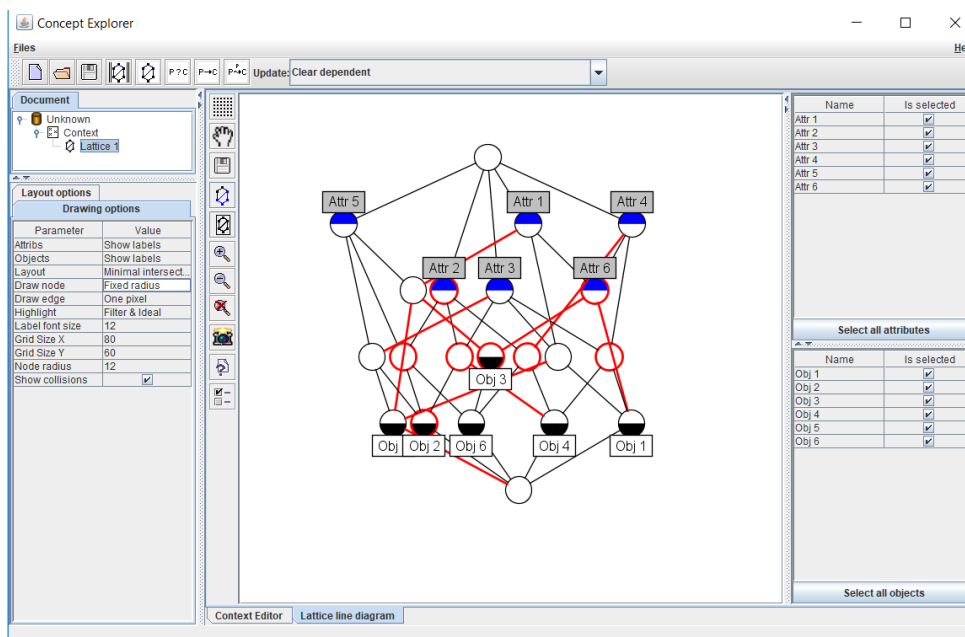 Concept Explorer
Files
He
P?C P→C P→C Update: Clear dependent
Document
Unknown
Context
Lattice 1
Layout options
Drawing options
Parameter Value
Attribs Show labels
Objects Show labels
Layout Minimal intersect...
Draw node Fixed radius
Draw edge One pixel
Highlight Filter & Ideal
Label font size 12
Grid Size X 80
Grid Size Y 60
Node radius 12
Show collisions
Attr 5 Attr 1 Attr 4
Attr 2 Attr 3 Attr 6
Obj 3
Obj Obj 2 Obj 6 Obj 4 Obj 1
Name Is selected
Attr 1
Attr 2
Attr 3
Attr 4
Attr 5
Attr 6
Select all attributes
Name Is selected
Obj 1
Obj 2
Obj 3
Obj 4
Obj 5
Obj 6
Select all objects
Context Editor Lattice line diagram